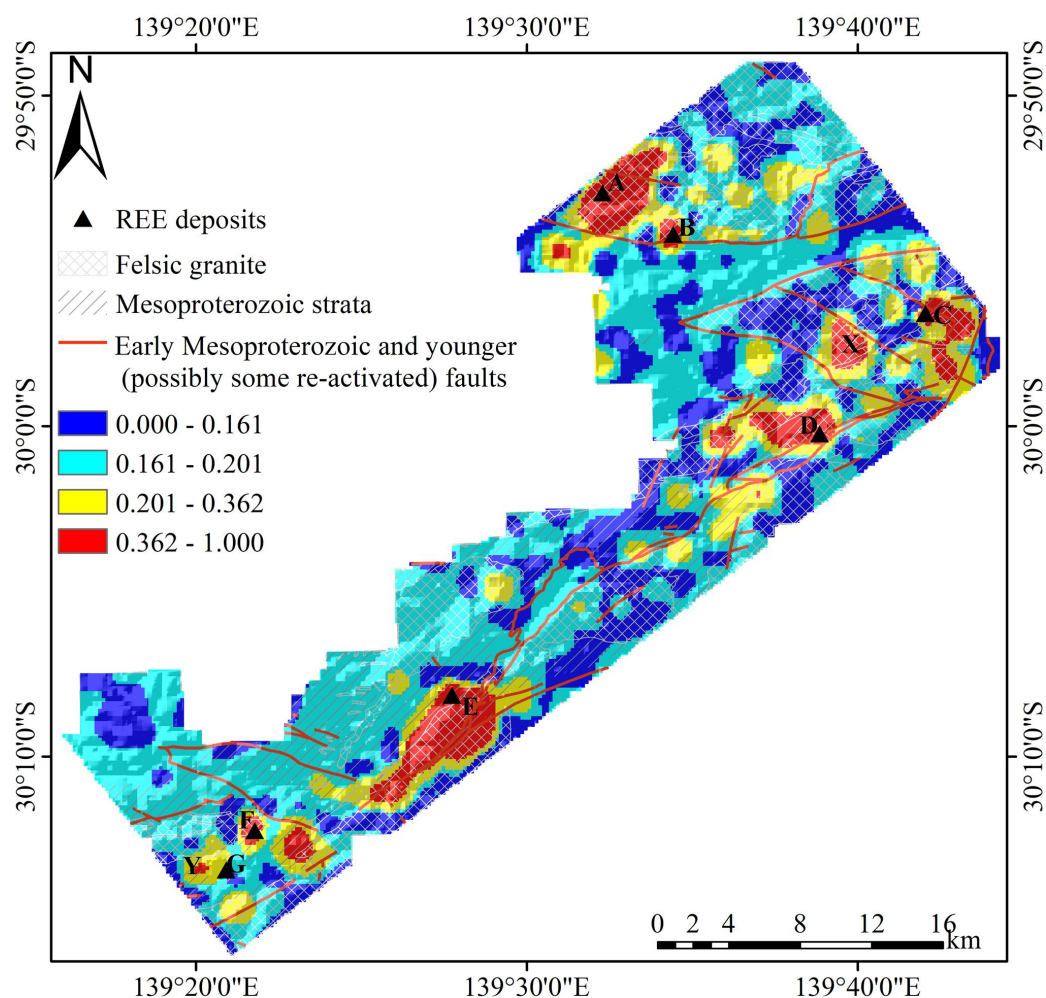 139°20'0"E 139°30'0"E 139°40'0"E
29°50'0"S
30°0'0"S
30°10'0"S
N
REE deposits
Felsic granite
Mesoproterozoic strata
Early Mesoproterozoic and younger
(possibly some re-activated) faults
0.000 - 0.161
0.161 - 0.201
0.201 - 0.362
0.362 - 1.000
A
B
C
X
D
E
F
Y G
29°50'0"S
30°0'0"S
30°10'0"S
0 2 4 8 12 16
km
139°20'0"E 139°30'0"E 139°40'0"E